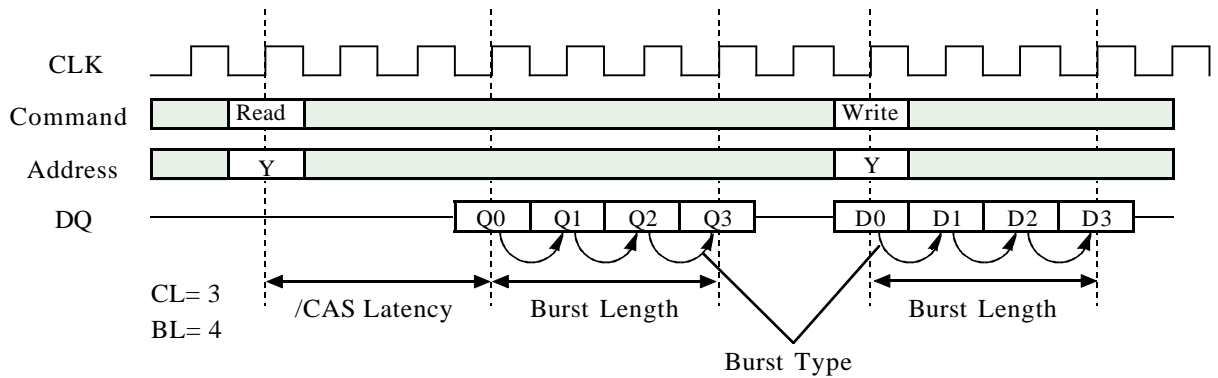 CLK
Command Read Write
Address Y Y
DQ Q0 Q1 Q2 Q3 D0 D1 D2 D3
CL= 3 /CAS Latency Burst Length Burst Length
BL= 4
Burst Type